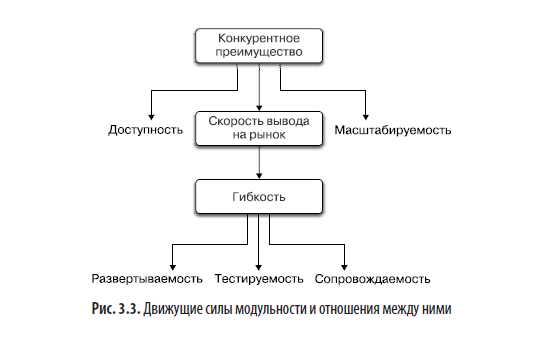 Конкурентное
преимущество
Доступность
Скорость вывода
на рынок
Масштабируемость
Гибкость
Развертываемость
Тестируемость
Сопровождаемость
Рис. 3.3. Движущие силы модульности и отношения между ними